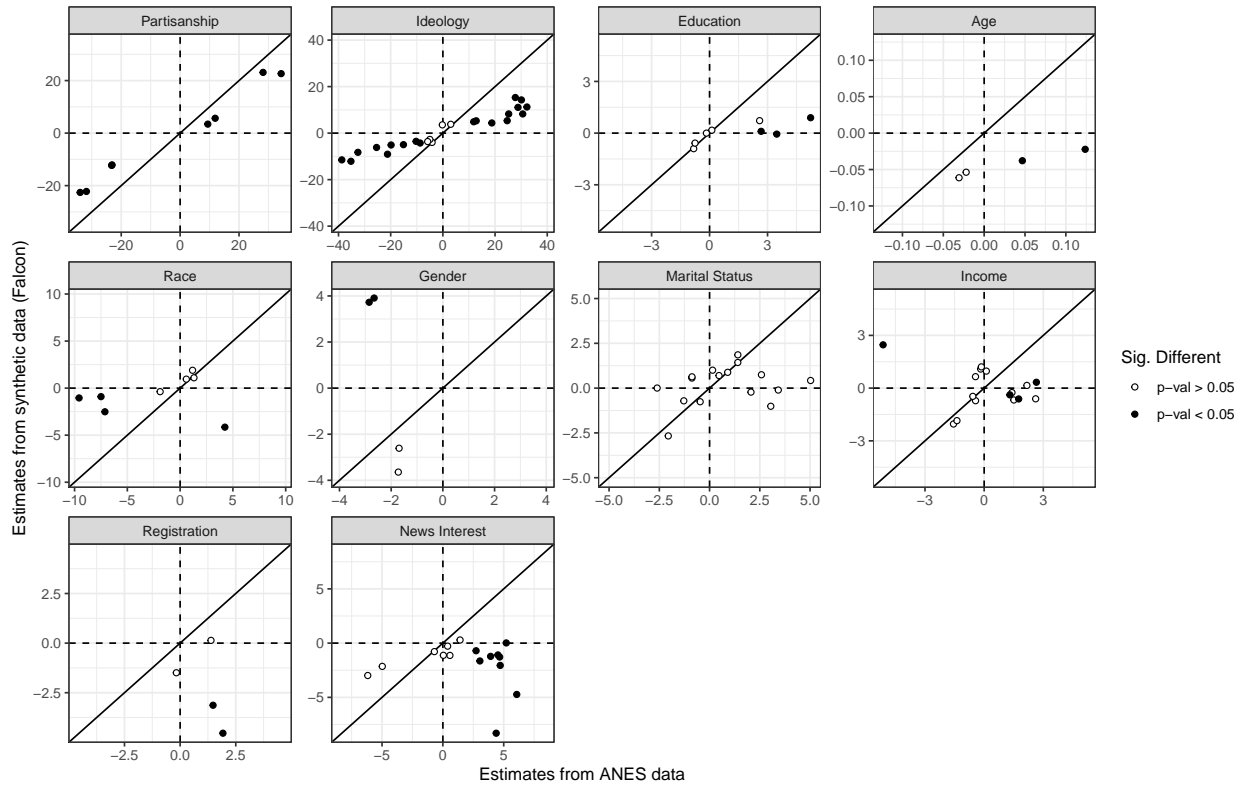 Partisanship
Ideology
Education
Age
20
0
−20
−20 0 20
40
20
0
−20
−40
−40 −20 0 20 40
3
0
−3
−3 0 3
0.10
0.05
0.00
−0.05
−0.10
−0.10 −0.05 0.00 0.05 0.10
Race
Gender
Marital Status
Income
10
5
0
−5
−10
−10 −5 0 5 10
4
2
0
−2
−4
−4 −2 0 2 4
5.0
2.5
0.0
−2.5
−5.0
−5.0 −2.5 0.0 2.5 5.0
3
0
−3
−3 0 3
Registration
News Interest
2.5
0.0
−2.5
−2.5 0.0 2.5
5
0
−5
−5 0 5
Estimates from synthetic data (Falcon)
Estimates from ANES data
Sig. Different
p−val > 0.05
p−val < 0.05